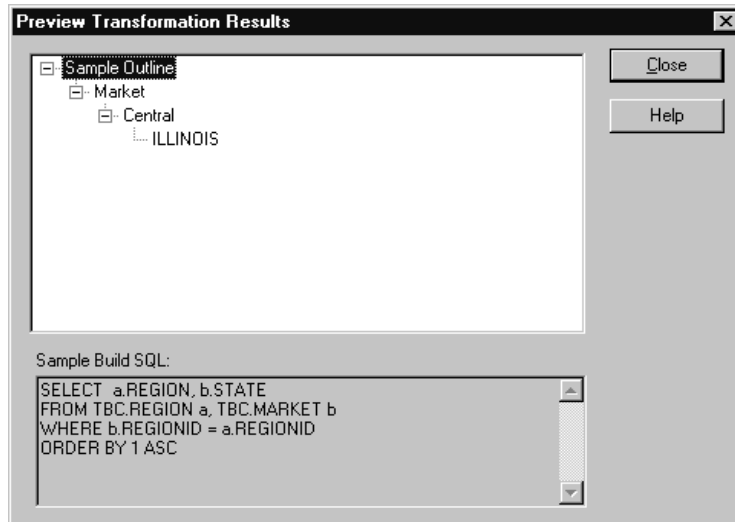 Preview Transformation Results
Sample Outline
Close
Market
Central
Help
ILLINOIS
Sample Build SQL:
SELECT  a.REGION, b.STATE
FROM TBC.REGION a, TBC.MARKET b
WHERE b.REGIONID = a.REGIONID
ORDER BY 1 ASC